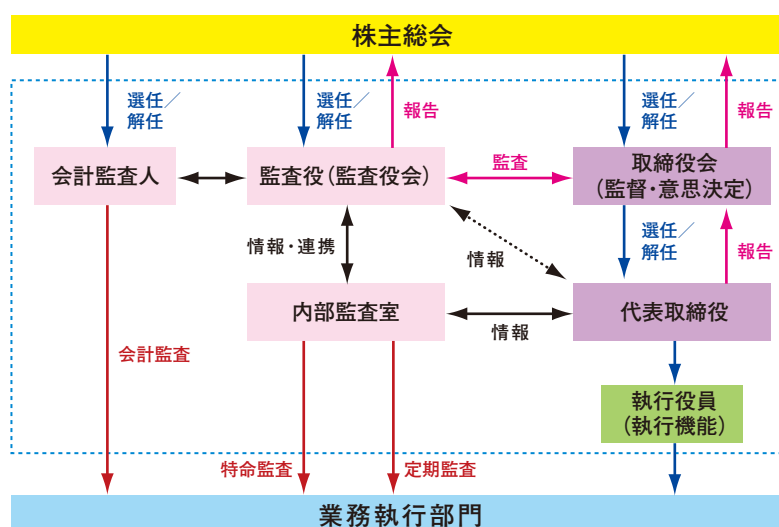 株主総会
選任／
解任
選任／
解任
報告
選任／
解任
報告
会計監査人
監査役（監査役会）
監査
取締役会
（監督・意思決定）
情報・連携
情報
選任／
解任
報告
内部監査室
情報
代表取締役
会計監査
執行役員
（執行機能）
特命監査
定期監査
業務執行部門